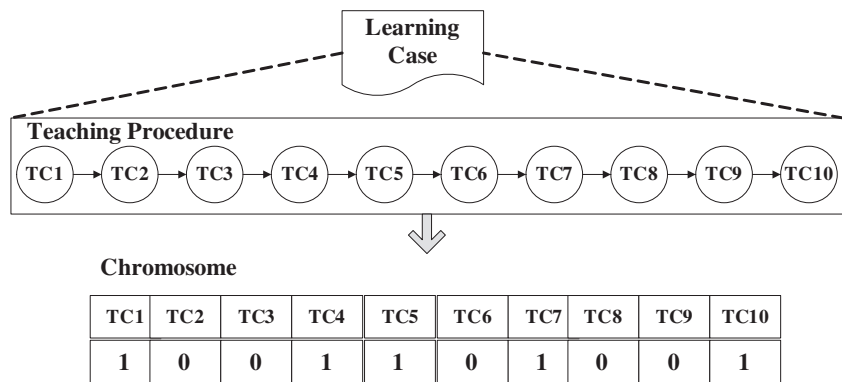 Learning
Case
Teaching Procedure
TC1 TC2 TC3 TC4 TC5 TC6 TC7 TC8 TC9 TC10
Chromosome
TC1 TC2 TC3 TC4 TC5 TC6 TC7 TC8 TC9 TC10
1 0 0 1 1 0 1 0 0 1